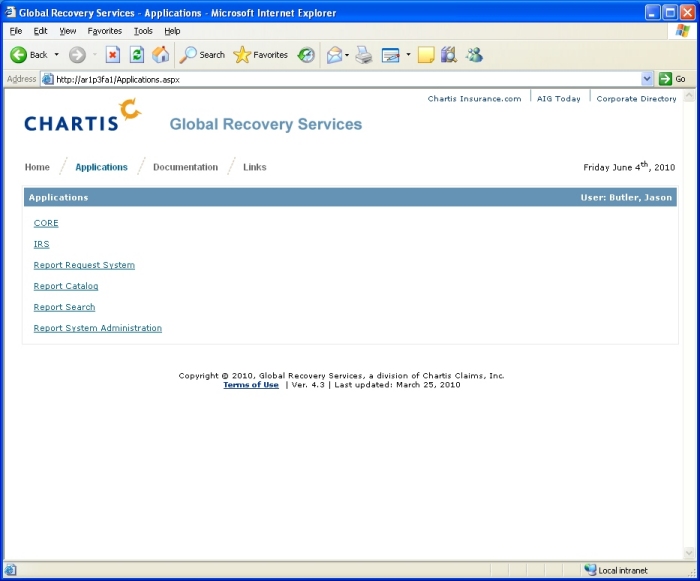 Global Recovery Services - Applications - Microsoft Internet Explorer
File Edit View Favorites Tools Help
Back Search Favorites
Address http://ar1p3fa1/Applications.aspx Go
Chartis Insurance.com | AIG Today | Corporate Directory
CHARTIS Global Recovery Services
Home / Applications / Documentation / Links Friday June 4th, 2010
Applications User: Butler, Jason
CORE
IRS
Report Request System
Report Catalog
Report Search
Report System Administration
Copyright © 2010, Global Recovery Services, a division of Chartis Claims, Inc.
Terms of Use | Ver. 4.3 | Last updated: March 25, 2010
Local intranet